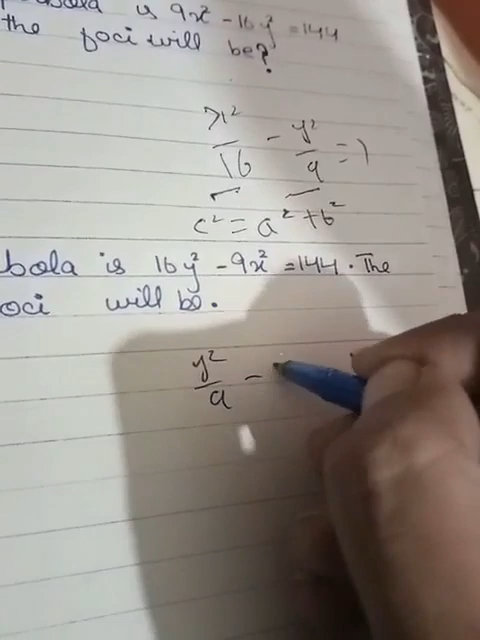 is 9x² - 16y² = 144
the foci will be?
x²/16 - y²/9 = 1
c² = a² + b²
bola is 16y² - 9x² = 144. The
oci will be.
y²/9 -